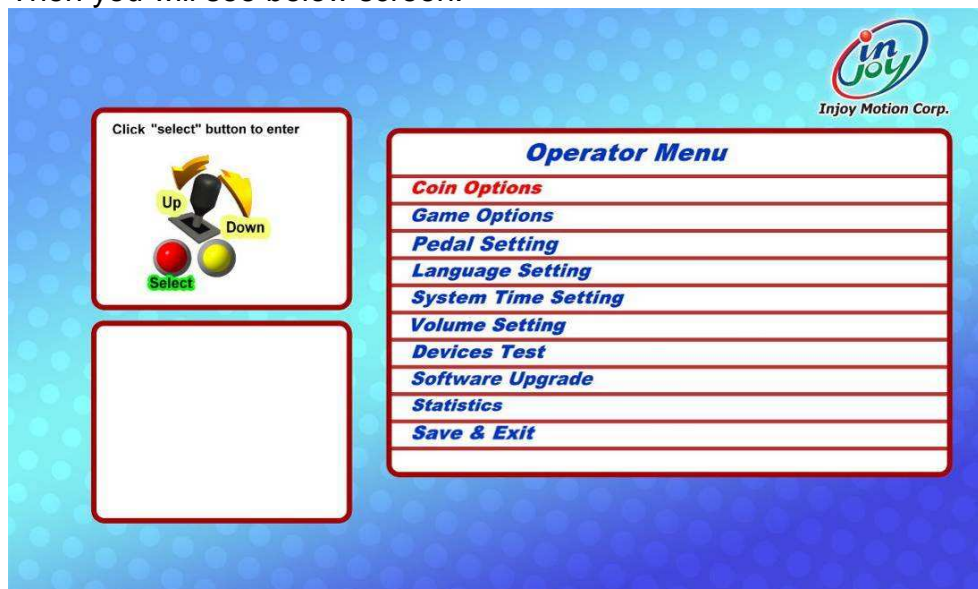 Then you will see below screen.
in
joy
Injoy Motion Corp.
Click "select" button to enter
Up
Down
Select
Operator Menu
Coin Options
Game Options
Pedal Setting
Language Setting
System Time Setting
Volume Setting
Devices Test
Software Upgrade
Statistics
Save & Exit